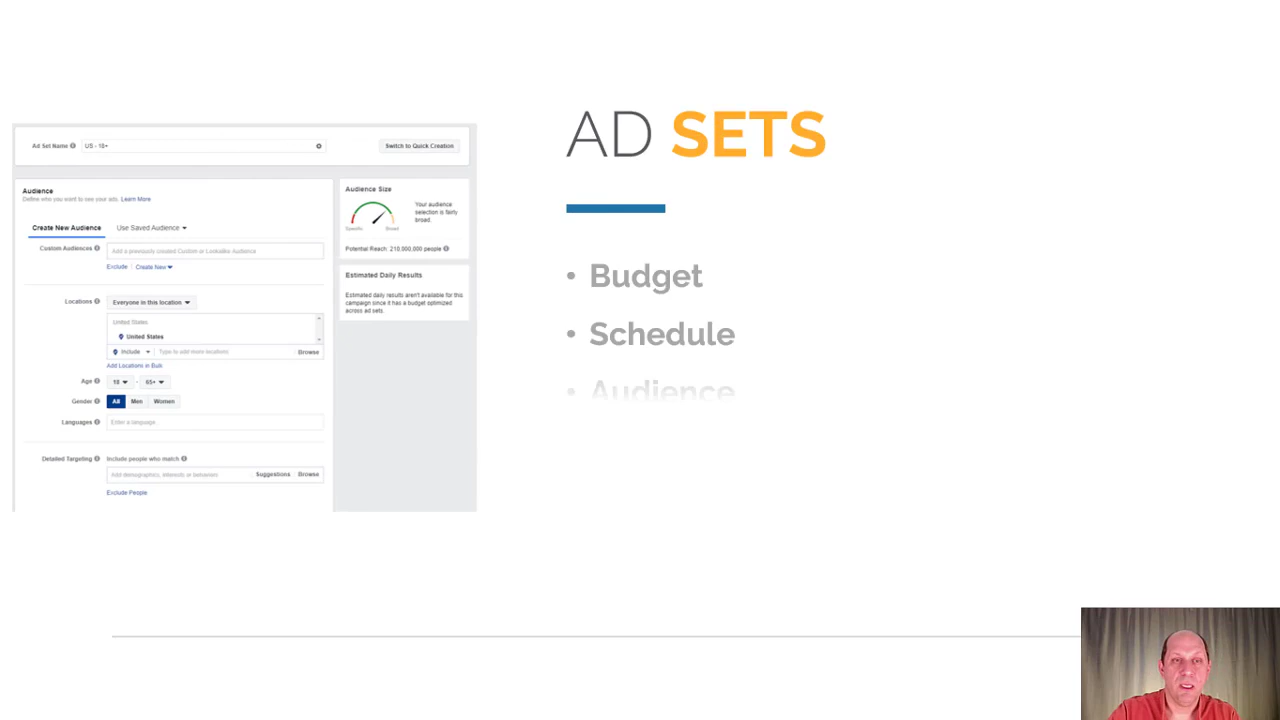 AD SETS
Ad Set Name US - 18+ Switch to Quick Creation
Audience
Define who you want to see your ads. Learn More
Create New Audience Use Saved Audience
Custom Audiences Add a previously created Custom or Lookalike Audience
Exclude | Create New
Locations Everyone in this location
United States
United States
Include Type to add more locations Browse
Add Locations in Bulk
Age 18 - 65+
Gender All Men Women
Languages Enter a language
Detailed Targeting Include people who match
Add demographics, interests or behaviors Suggestions Browse
Exclude People
Audience Size
Your audience
selection is fairly
broad.
Specific Broad
Potential Reach: 210,000,000 people
Estimated Daily Results
Estimated daily results aren't available for this
campaign since it has a budget optimized
across ad sets.
• Budget
• Schedule
• Audience